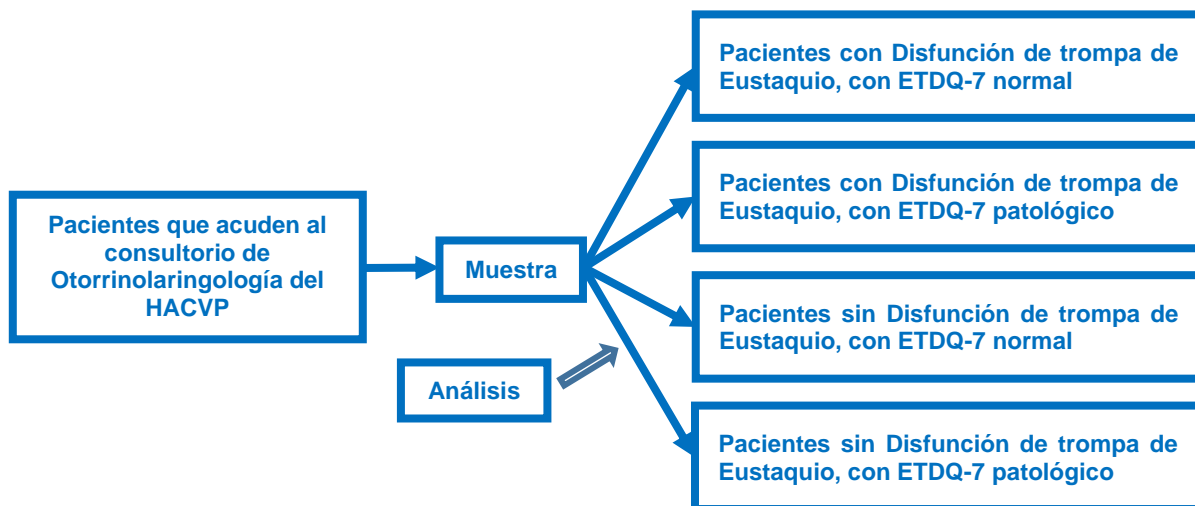 Pacientes que acuden al
consultorio de
Otorrinolaringología del
HACVP
Muestra
Análisis
Pacientes con Disfunción de trompa de
Eustaquio, con ETDQ-7 normal
Pacientes con Disfunción de trompa de
Eustaquio, con ETDQ-7 patológico
Pacientes sin Disfunción de trompa de
Eustaquio, con ETDQ-7 normal
Pacientes sin Disfunción de trompa de
Eustaquio, con ETDQ-7 patológico